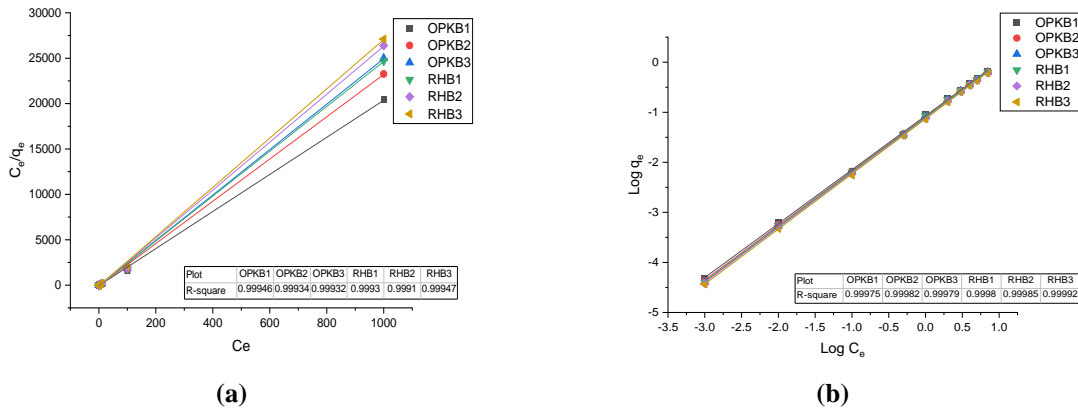 30000
25000
20000
15000
10000
5000
0
C_e/q_e
0
200
400
600
800
1000
Ce
OPKB1
OPKB2
OPKB3
RHB1
RHB2
RHB3
Plot OPKB1 OPKB2 OPKB3 RHB1 RHB2 RHB3
R-square 0.99946 0.99934 0.99932 0.9993 0.9991 0.99947
(a)
0
-1
-2
-3
-4
-5
Log q_e
-3.5
-3.0
-2.5
-2.0
-1.5
-1.0
-0.5
0.0
0.5
1.0
Log C_e
OPKB1
OPKB2
OPKB3
RHB1
RHB2
RHB3
Plot OPKB1 OPKB2 OPKB3 RHB1 RHB2 RHB3
R-square 0.99975 0.99982 0.99979 0.9998 0.99985 0.99992
(b)